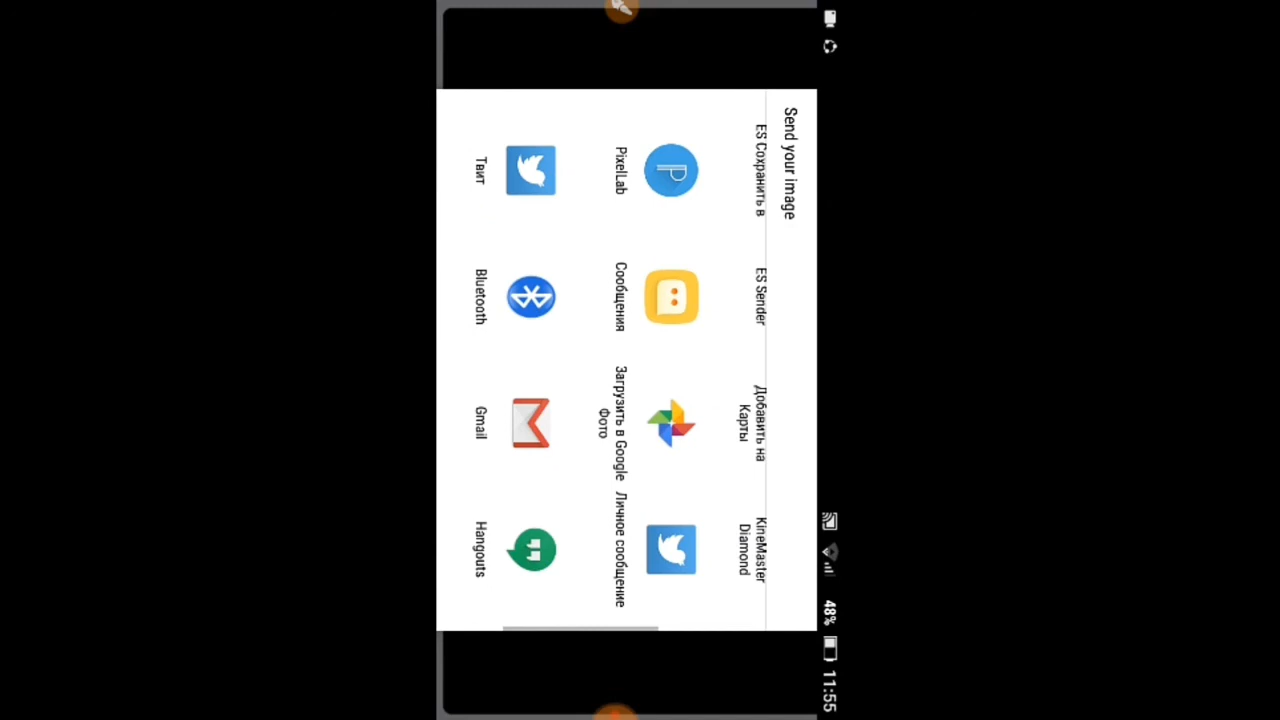 48%
11:55
Send your image
ES Сохранить в
ES Sender
Добавить на
Карты
KineMaster
Diamond
PixelLab
Сообщения
Загрузить в Google
Фото
Личное сообщение
Твит
Bluetooth
Gmail
Hangouts